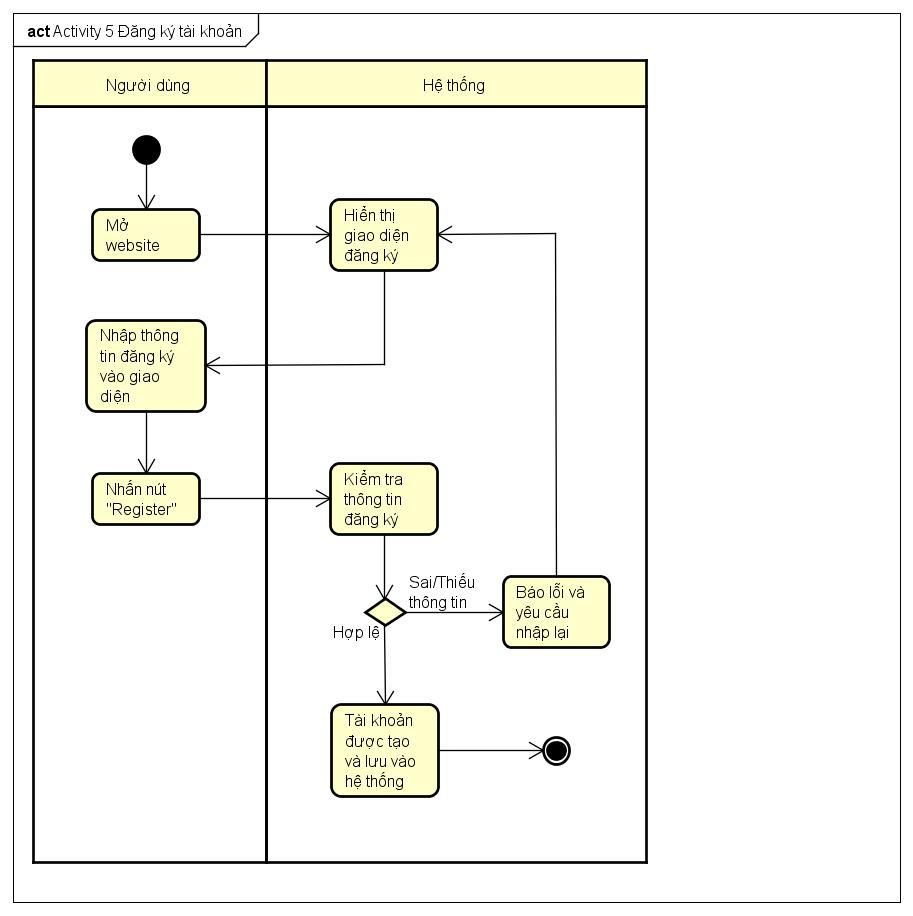 act Activity 5 Đăng ký tài khoản
Người dùng
Hệ thống
Mở
website
Hiển thị
giao diện
đăng ký
Nhập thông
tin đăng ký
vào giao
diện
Nhấn nút
"Register"
Kiểm tra
thông tin
đăng ký
Sai/Thiếu
thông tin
Hợp lệ
Báo lỗi và
yêu cầu
nhập lại
Tài khoản
được tạo
và lưu vào
hệ thống